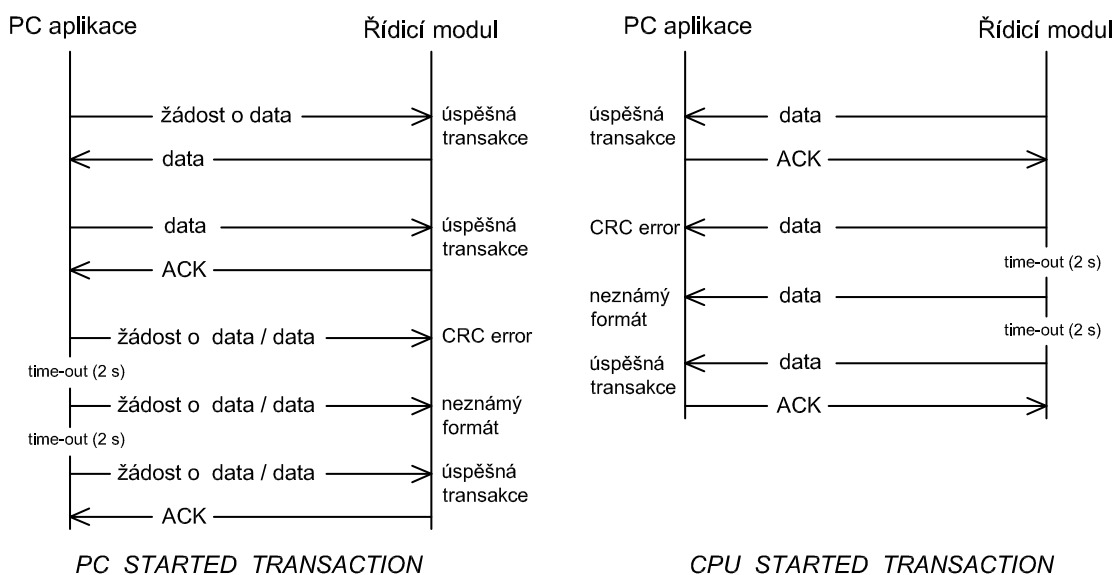 PC aplikace
Řídicí modul
žádost o data
úspěšná
transakce
data
data
úspěšná
transakce
ACK
žádost o  data / data
CRC error
time-out (2 s)
žádost o  data / data
neznámý
formát
time-out (2 s)
žádost o  data / data
úspěšná
transakce
ACK
PC  STARTED  TRANSACTION
PC aplikace
Řídicí modul
úspěšná
transakce
data
ACK
CRC error
data
time-out (2 s)
neznámý
formát
data
time-out (2 s)
úspěšná
transakce
data
ACK
CPU  STARTED  TRANSACTION